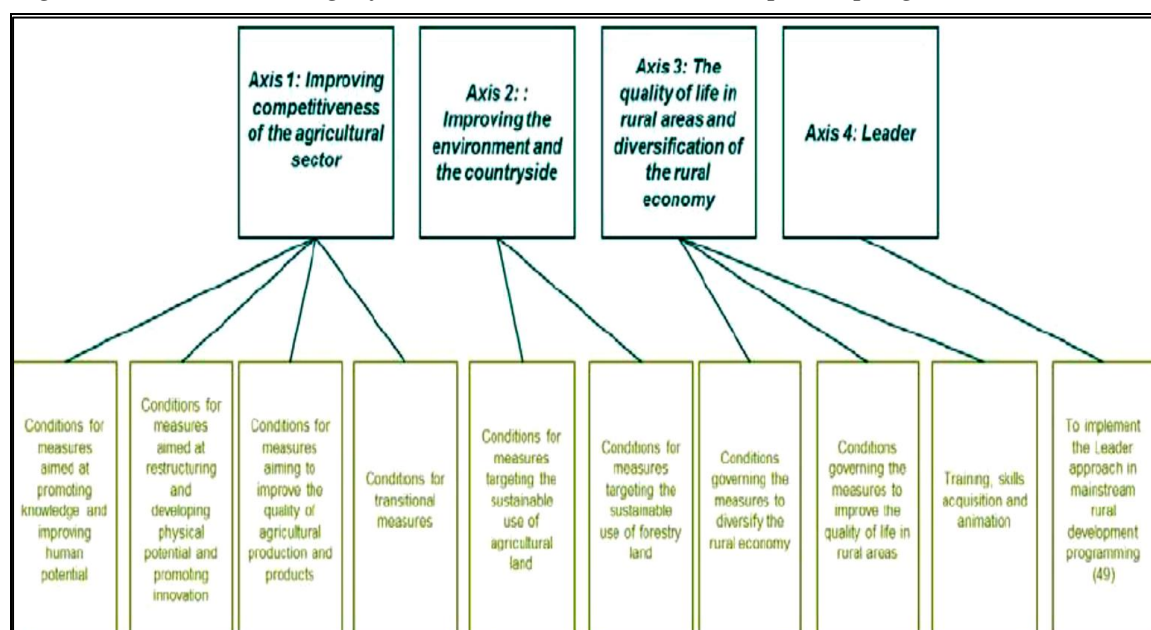 Axis 1: Improving
competitiveness
of the agricultural
sector
Axis 2: :
Improving the
environment and
the countryside
Axis 3: The
quality of life in
rural areas and
diversification of
the rural
economy
Axis 4: Leader
Conditions for
measures
aimed at
promoting
knowledge and
improving
human
potential
Conditions for
measures
aimed at
restructuring
and
developing
physical
potential and
promoting
innovation
Conditions for
measures
aiming to
improve the
quality of
agricultural
production and
products
Conditions for
transitional
measures
Conditions for
measures
targeting the
sustainable
use of
agricultural
land
Conditions for
measures
targeting the
sustainable
use of forestry
land
Conditions
governing the
measures to
diversify the
rural economy
Conditions
governing the
measures to
improve the
quality of life in
rural areas
Training, skills
acquisition and
animation
To implement
the Leader
approach in
mainstream
rural
development
programming
(49)